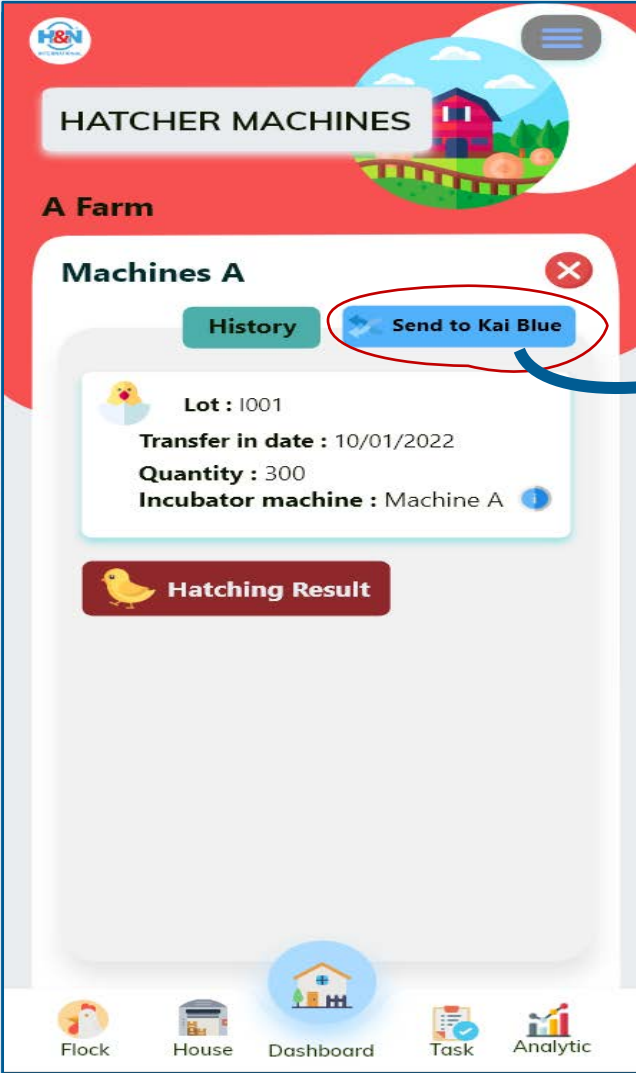 H&N
INTERNATIONAL
HATCHER MACHINES
A Farm
Machines A
History
Send to Kai Blue
Lot : I001
Transfer in date : 10/01/2022
Quantity : 300
Incubator machine : Machine A
Hatching Result
Flock House Dashboard Task Analytic